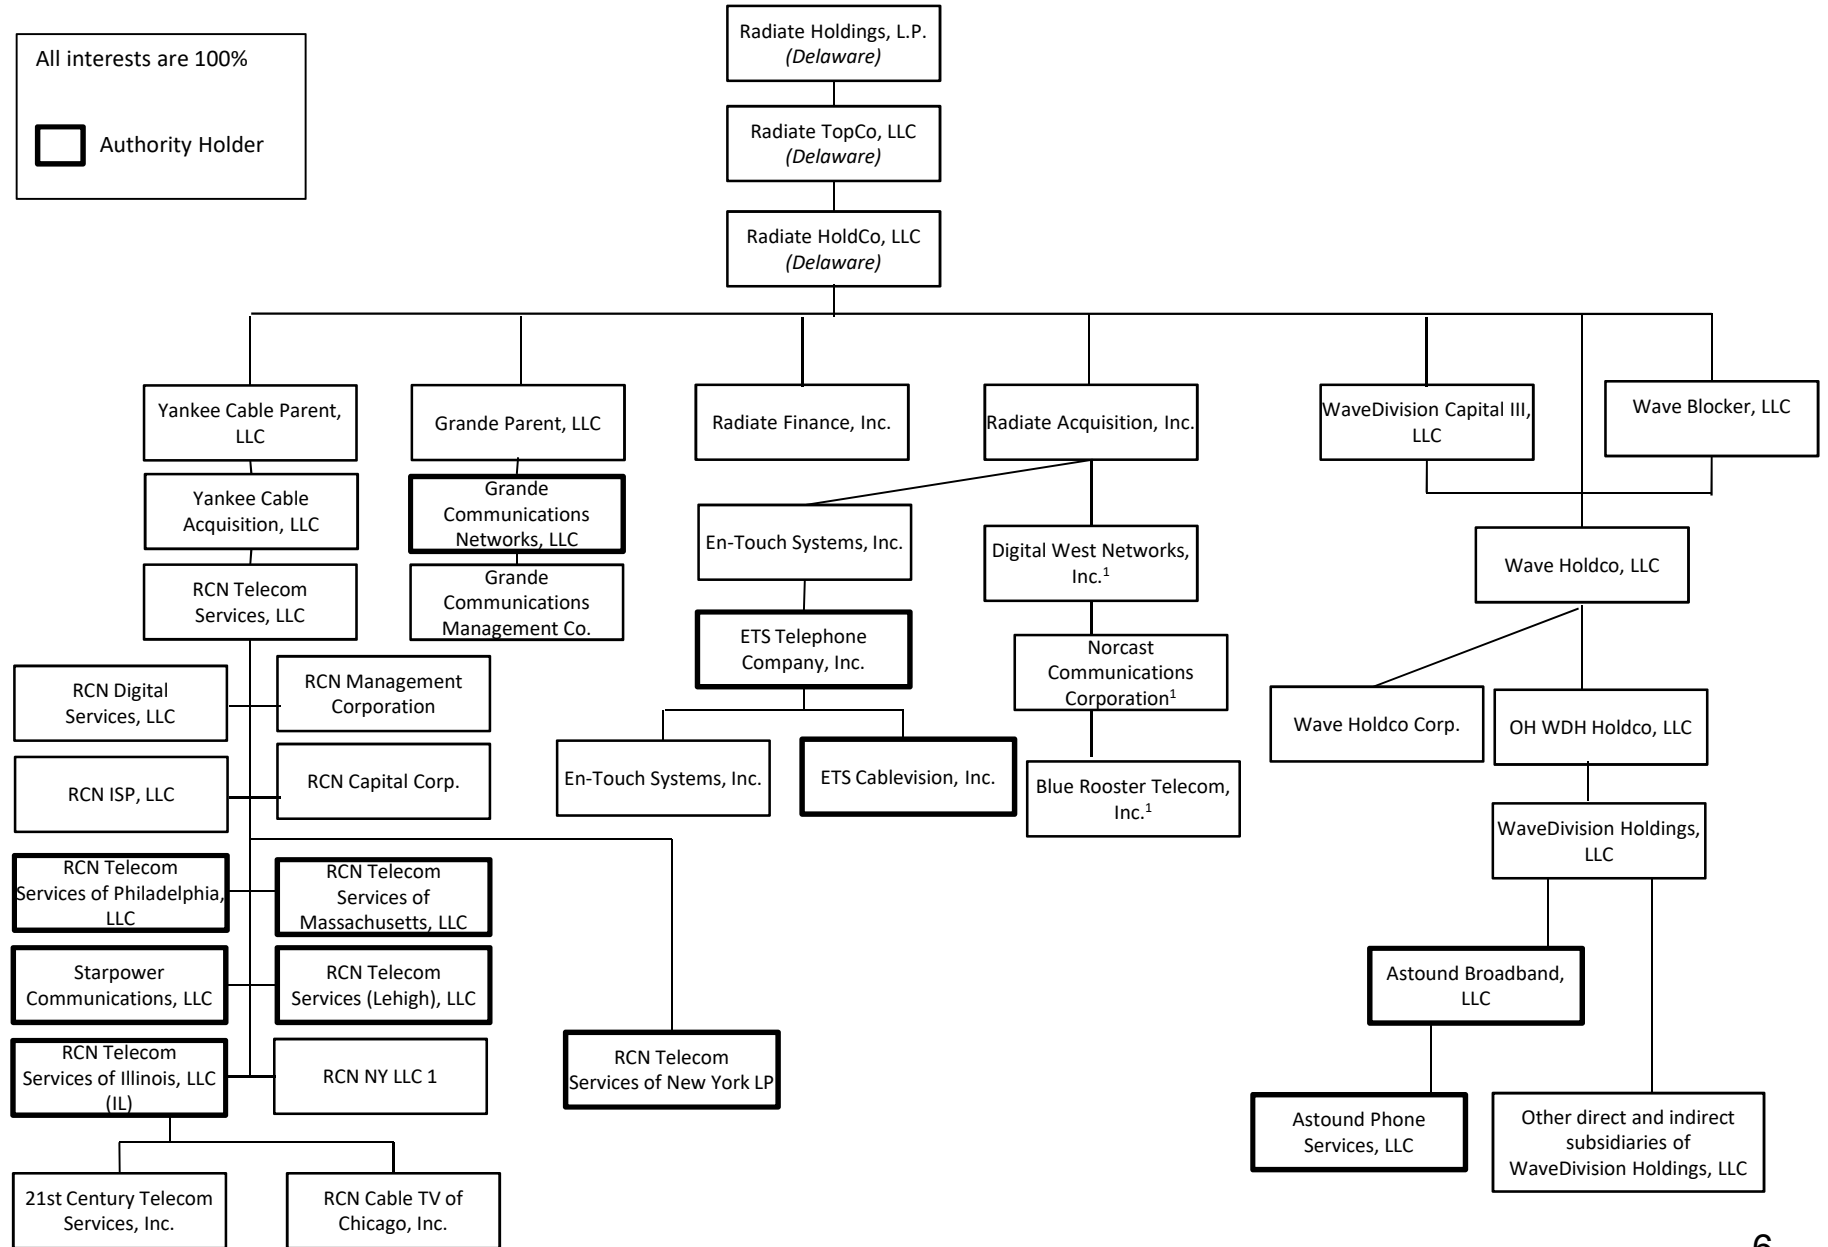 All interests are 100%
Authority Holder
Radiate Holdings, L.P.
(Delaware)
Radiate TopCo, LLC
(Delaware)
Radiate HoldCo, LLC
(Delaware)
Yankee Cable Parent,
LLC
Grande Parent, LLC
Radiate Finance, Inc.
Radiate Acquisition, Inc.
WaveDivision Capital III,
LLC
Wave Blocker, LLC
Yankee Cable
Acquisition, LLC
Grande
Communications
Networks, LLC
En-Touch Systems, Inc.
Digital West Networks,
Inc.¹
Wave Holdco, LLC
RCN Telecom
Services, LLC
Grande
Communications
Management Co.
ETS Telephone
Company, Inc.
Norcast
Communications
Corporation¹
RCN Digital
Services, LLC
RCN Management
Corporation
Wave Holdco Corp.
OH WDH Holdco, LLC
RCN ISP, LLC
RCN Capital Corp.
En-Touch Systems, Inc.
ETS Cablevision, Inc.
Blue Rooster Telecom,
Inc.¹
WaveDivision Holdings,
LLC
RCN Telecom
Services of Philadelphia,
LLC
RCN Telecom
Services of
Massachusetts, LLC
Starpower
Communications, LLC
RCN Telecom
Services (Lehigh), LLC
Astound Broadband,
LLC
RCN Telecom
Services of Illinois, LLC
(IL)
RCN NY LLC 1
RCN Telecom
Services of New York LP
Astound Phone
Services, LLC
Other direct and indirect
subsidiaries of
WaveDivision Holdings, LLC
21st Century Telecom
Services, Inc.
RCN Cable TV of
Chicago, Inc.
6